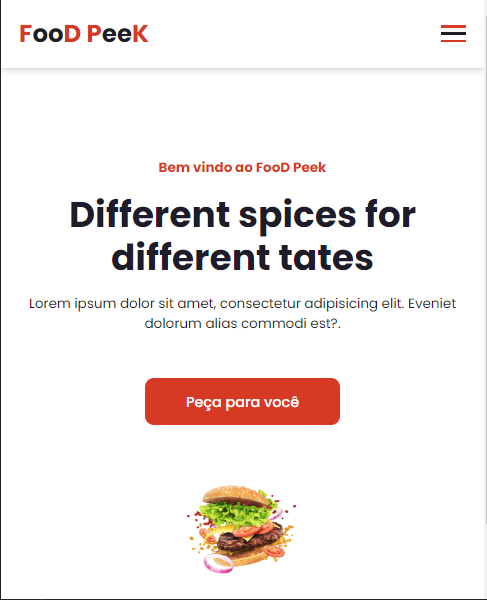 FooD PeeK
Bem vindo ao FooD Peek
Different spices for
different tates
Lorem ipsum dolor sit amet, consectetur adipisicing elit. Eveniet
dolorum alias commodi est?.
Peça para você